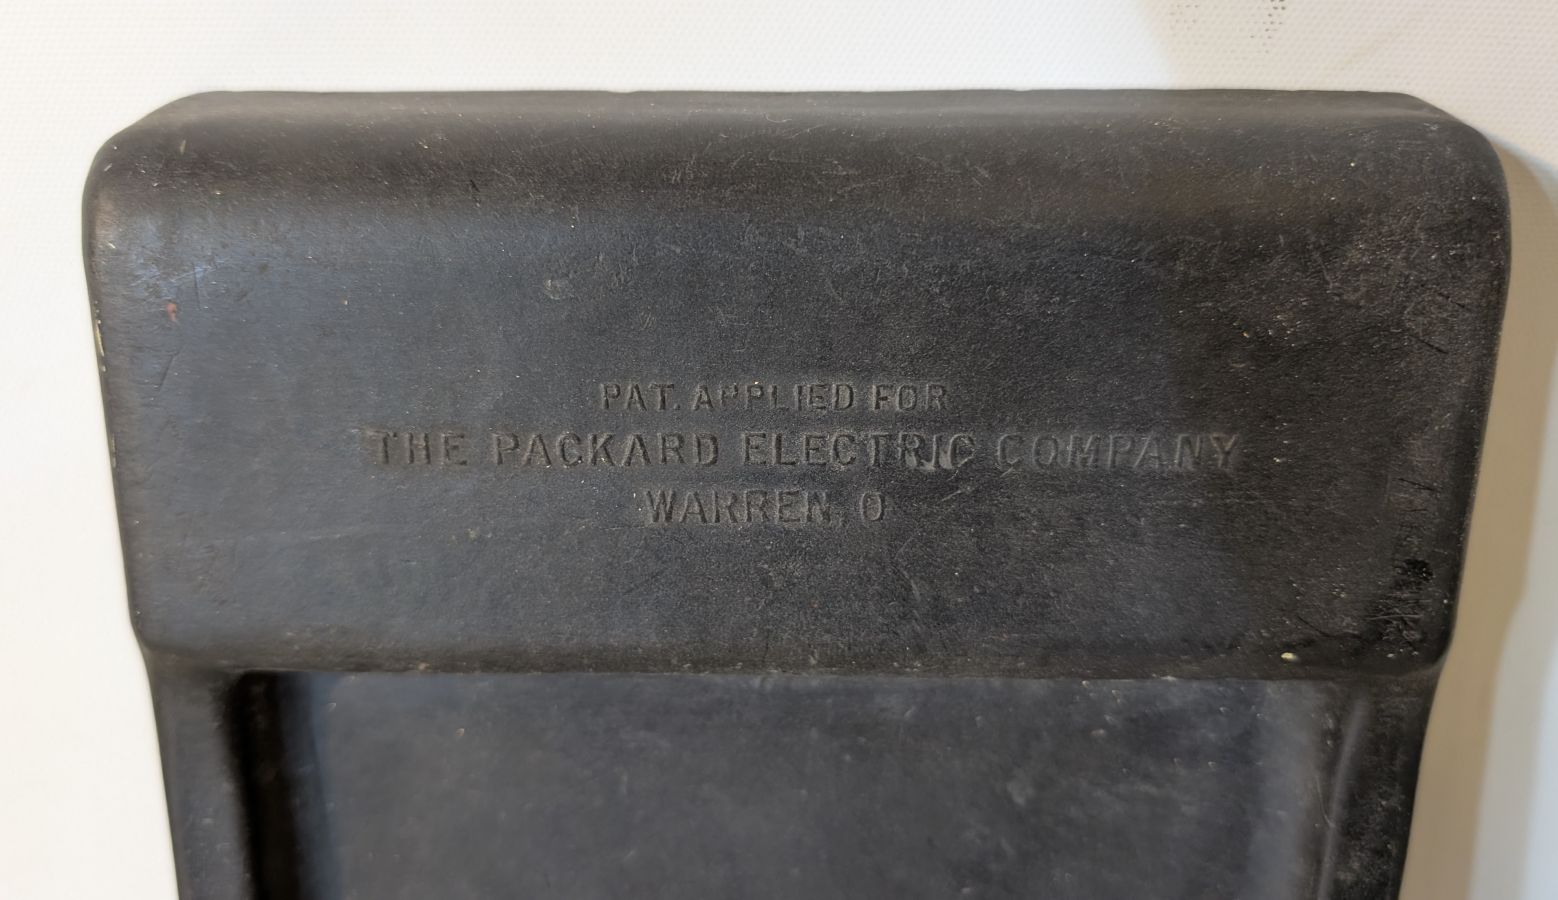 PAT. APPLIED FOR
THE PACKARD ELECTRIC COMPANY
WARREN, O